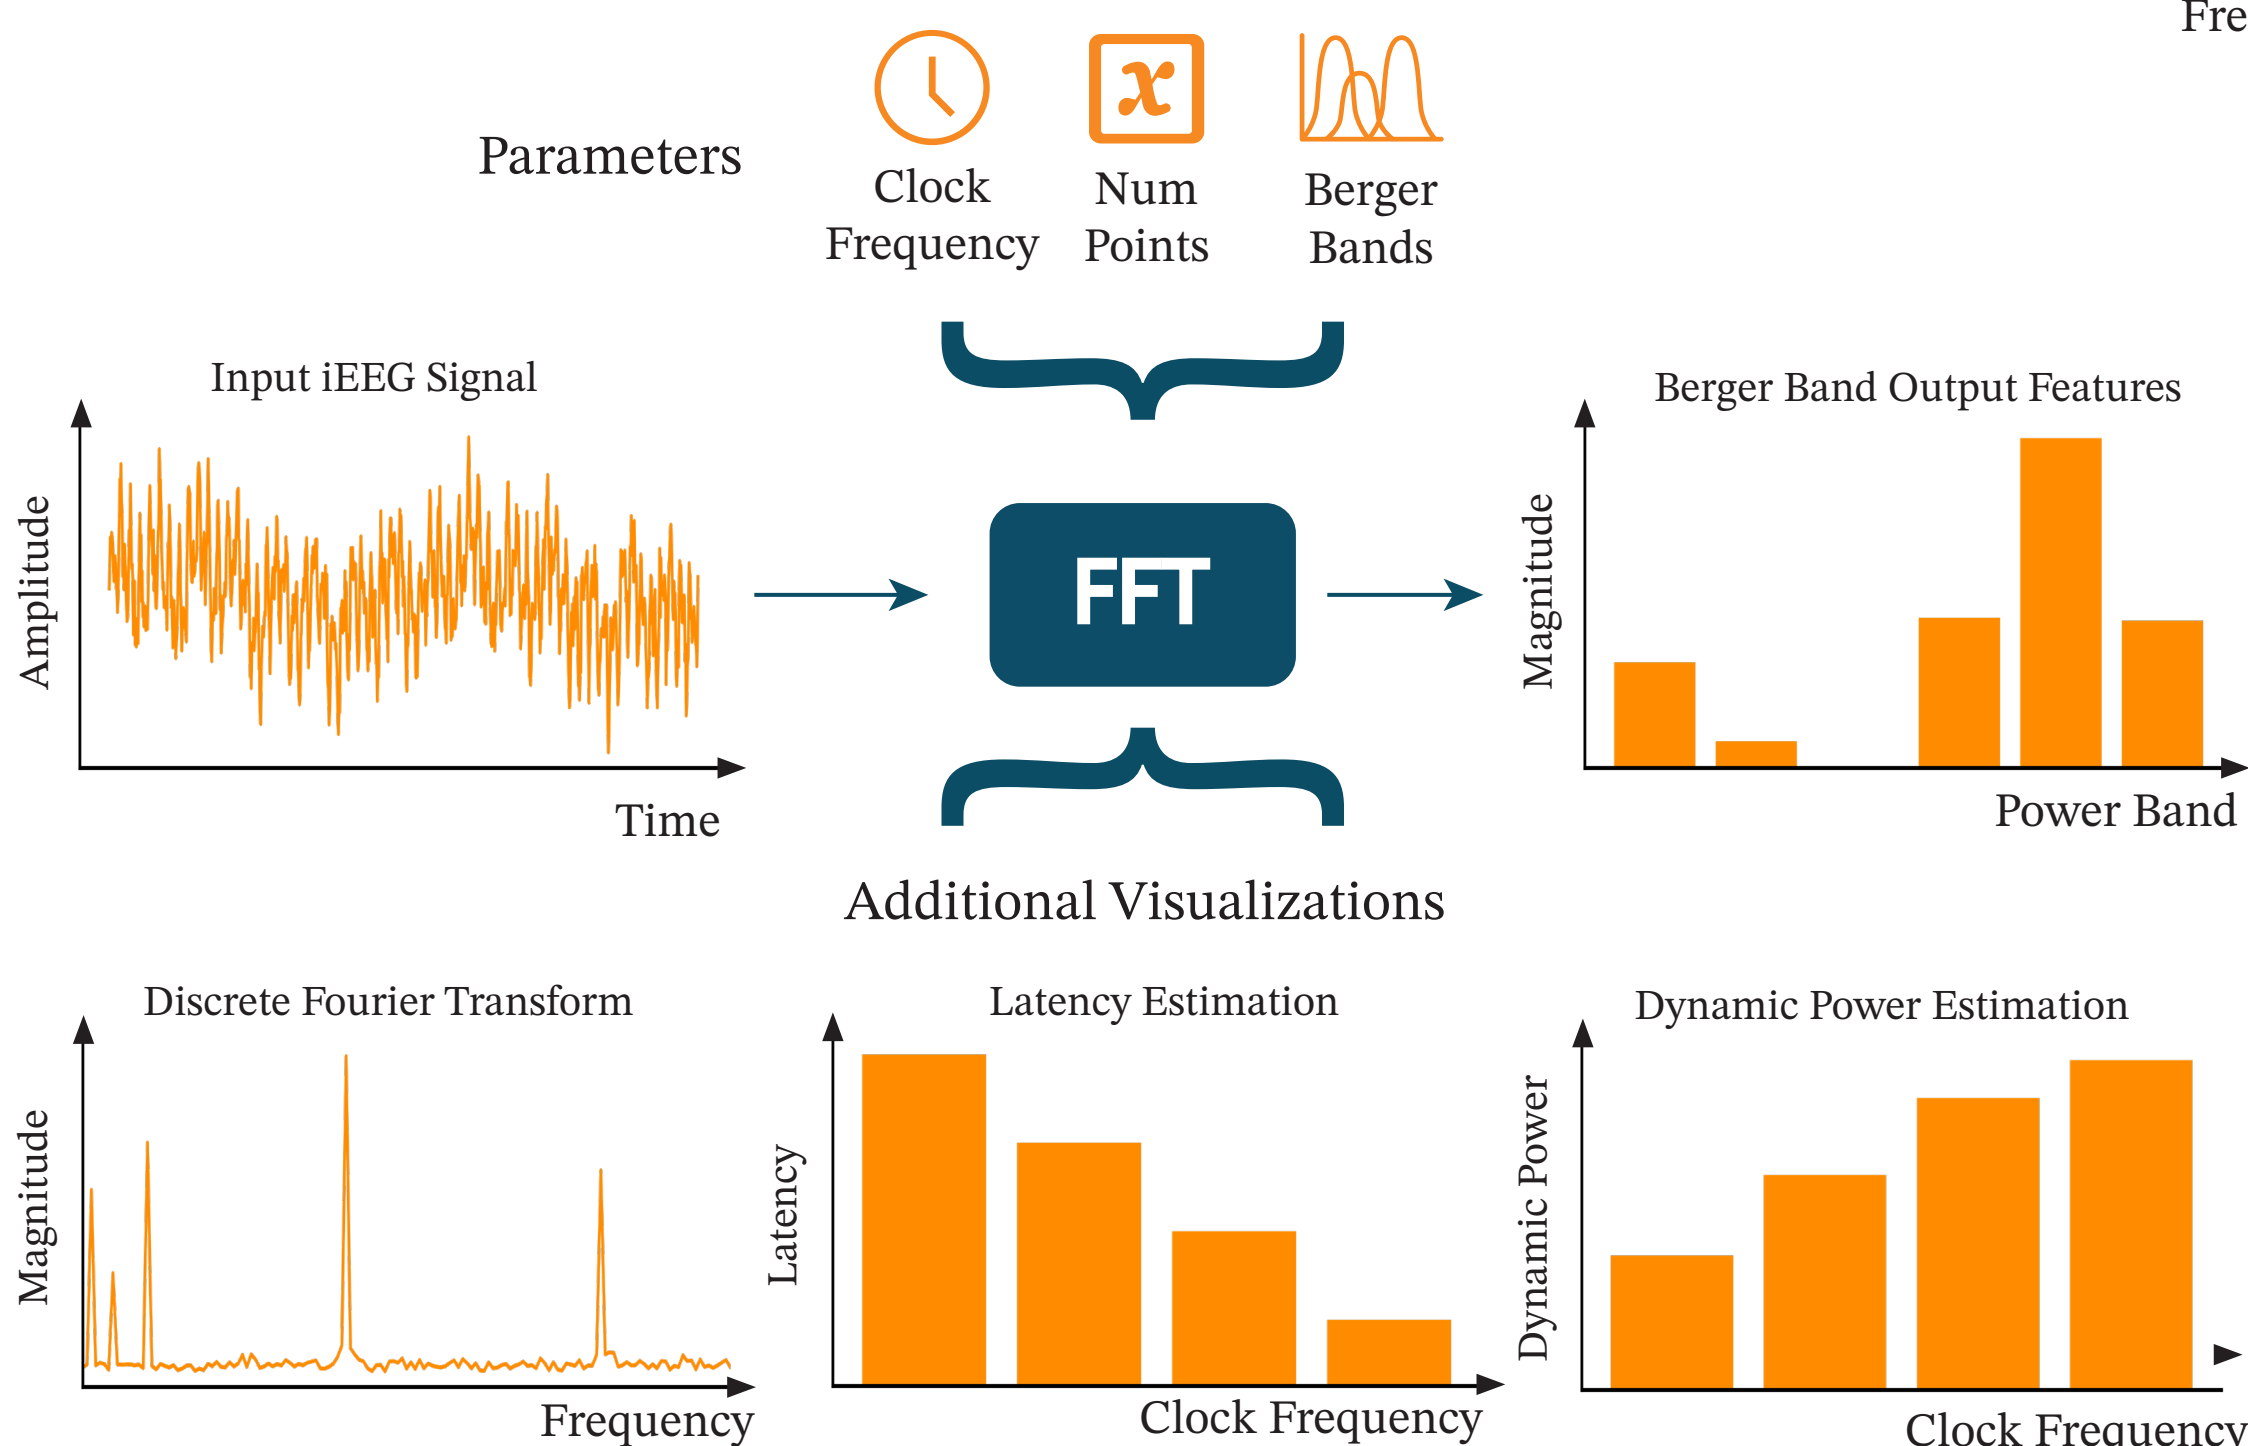 Fre
Parameters
Clock
Frequency
Num
Points
Berger
Bands
x
Input iEEG Signal
Amplitude
Time
FFT
Berger Band Output Features
Magnitude
Power Band
Additional Visualizations
Discrete Fourier Transform
Magnitude
Frequency
Latency Estimation
Latency
Clock Frequency
Dynamic Power Estimation
Dynamic Power
Clock Frequency